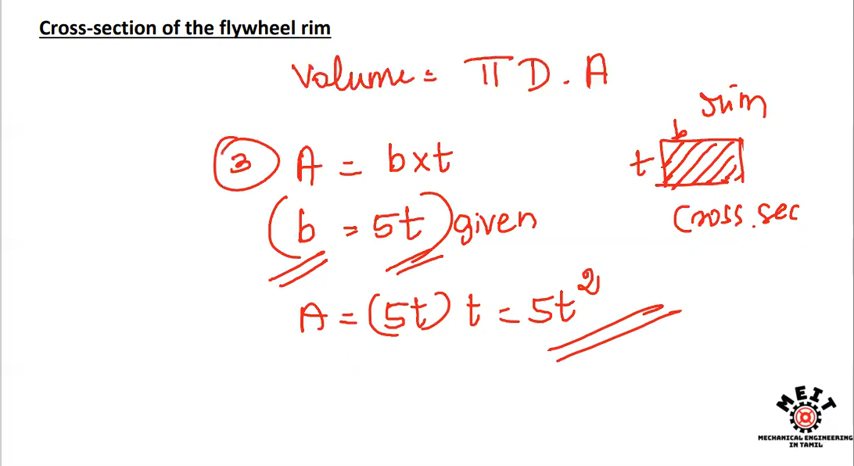 Cross-section of the flywheel rim
Volume = πD . A
rim
b
③ A = b×t
t
(b = 5t) given
Cross.sec
A = (5t) t = 5t²
MEIT
MECHANICAL ENGINEERING
IN TAMIL